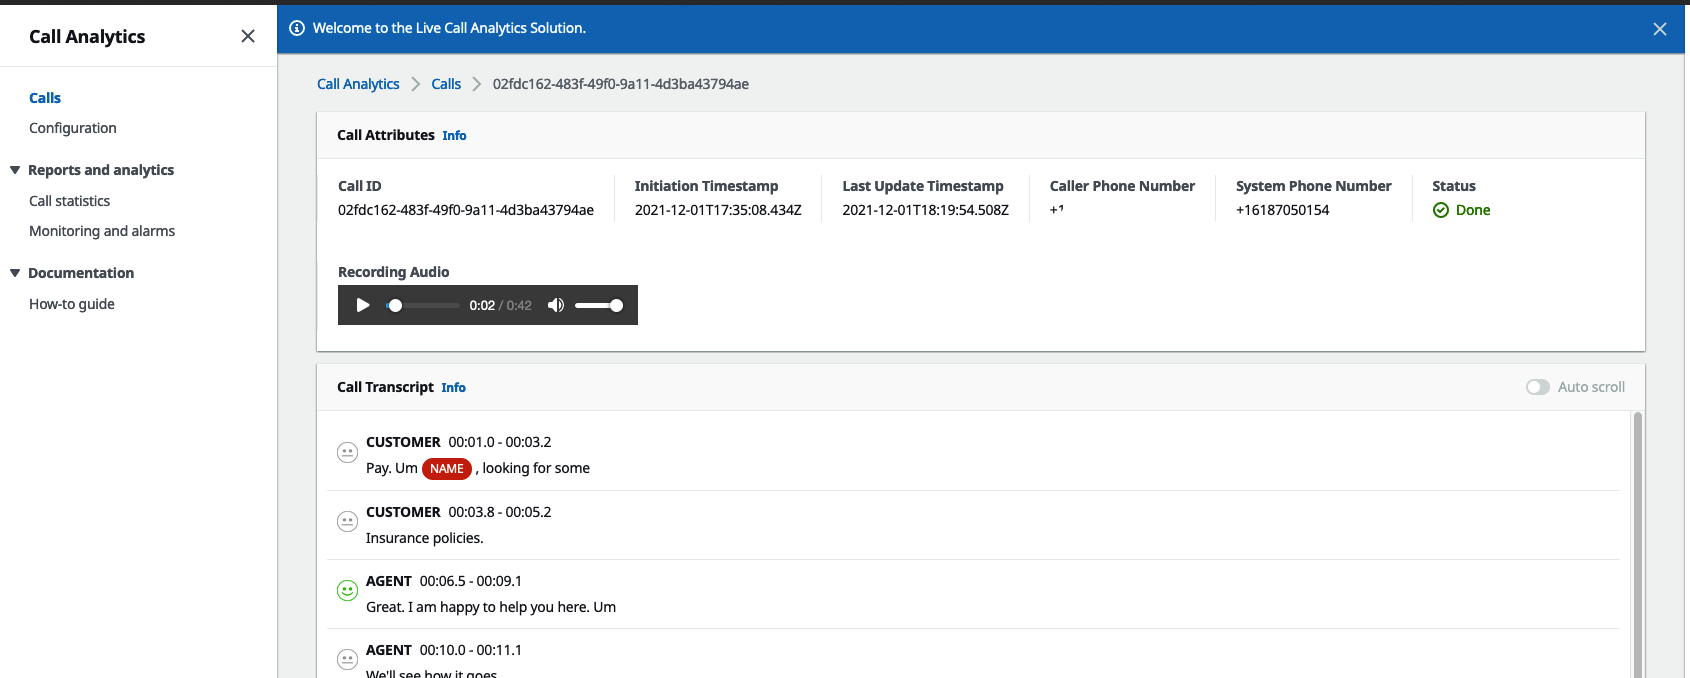 Call Analytics
Calls
Configuration
Reports and analytics
Call statistics
Monitoring and alarms
Documentation
How-to guide
Welcome to the Live Call Analytics Solution.
Call Analytics Calls 02fdc162-483f-49f0-9a11-4d3ba43794ae
Call Attributes Info
Call ID Initiation Timestamp Last Update Timestamp Caller Phone Number System Phone Number Status
02fdc162-483f-49f0-9a11-4d3ba43794ae 2021-12-01T17:35:08.434Z 2021-12-01T18:19:54.508Z +1 +16187050154 Done
Recording Audio
0:02 / 0:42
Call Transcript Info Auto scroll
CUSTOMER 00:01.0 - 00:03.2
Pay. Um NAME , looking for some
CUSTOMER 00:03.8 - 00:05.2
Insurance policies.
AGENT 00:06.5 - 00:09.1
Great. I am happy to help you here. Um
AGENT 00:10.0 - 00:11.1
We'll see how it goes